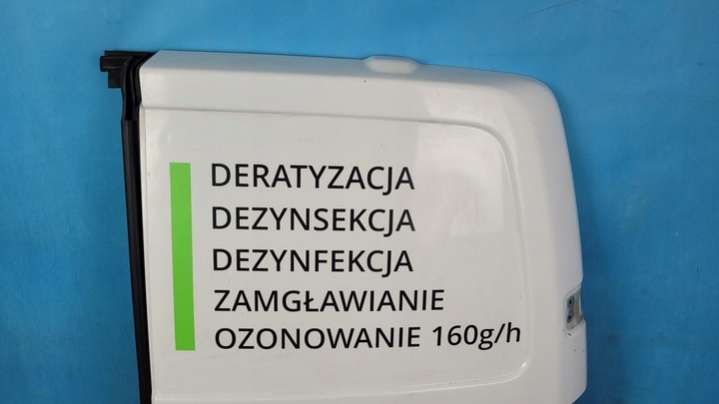 DERATYZACJA
DEZYNSEKCJA
DEZYNFEKCJA
ZAMGŁAWIANIE
OZONOWANIE 160g/h